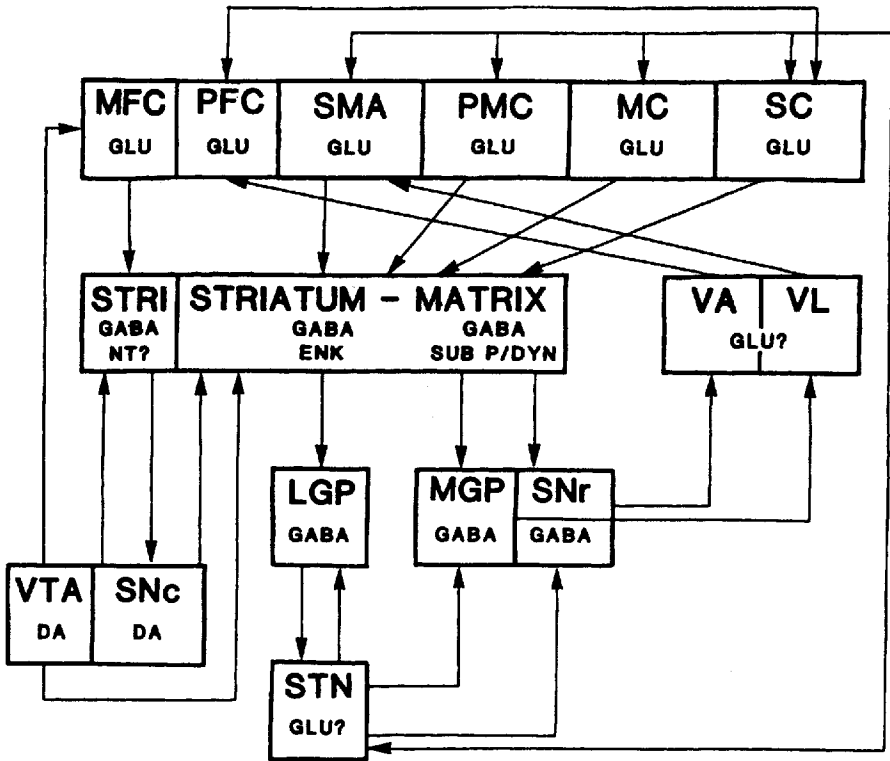 MFC PFC SMA PMC MC SC
GLU GLU GLU GLU GLU GLU
STRI STRIATUM - MATRIX VA VL
GABA GABA GABA GLU?
NT? ENK SUB P/DYN
LGP MGP SNr
GABA GABA GABA
VTA SNc
DA DA
STN
GLU?